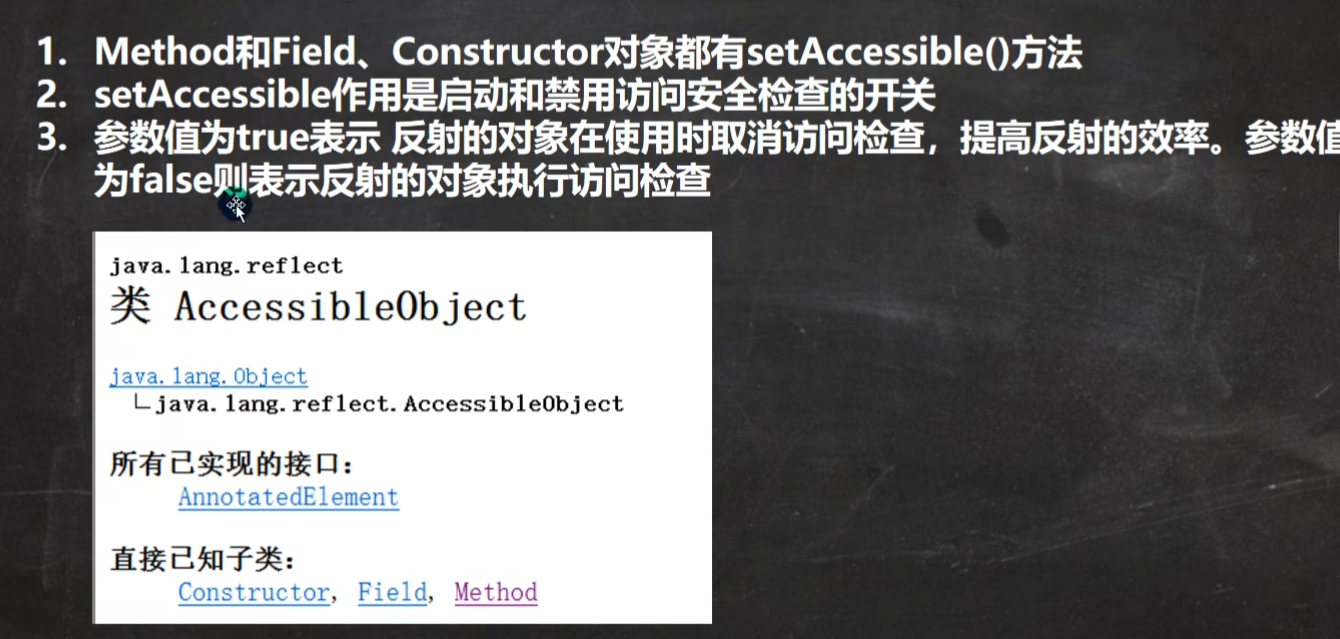 1. Method和Field、Constructor对象都有setAccessible()方法
2. setAccessible作用是启动和禁用访问安全检查的开关
3. 参数值为true表示 反射的对象在使用时取消访问检查，提高反射的效率。参数值
为false则表示反射的对象执行访问检查
java.lang.reflect
类 AccessibleObject
java.lang.Object
└java.lang.reflect.AccessibleObject
所有已实现的接口：
AnnotatedElement
直接已知子类：
Constructor, Field, Method